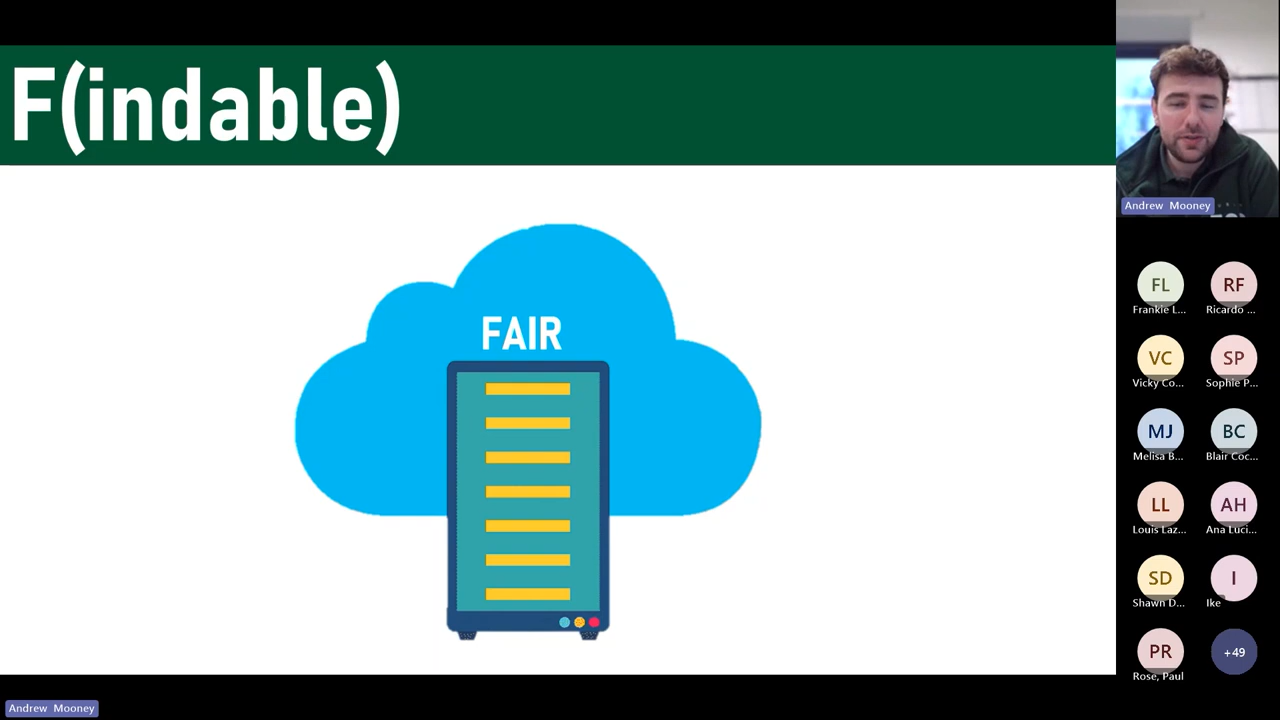 F(indable)
FAIR
Andrew Mooney
FL
RF
Frankie L...
Ricardo ...
VC
SP
Vicky Co...
Sophie P...
MJ
BC
Melisa B...
Blair Coc...
LL
AH
Louis Laz...
Ana Luci...
SD
I
Shawn D...
Ike
PR
+49
Rose, Paul
Andrew Mooney